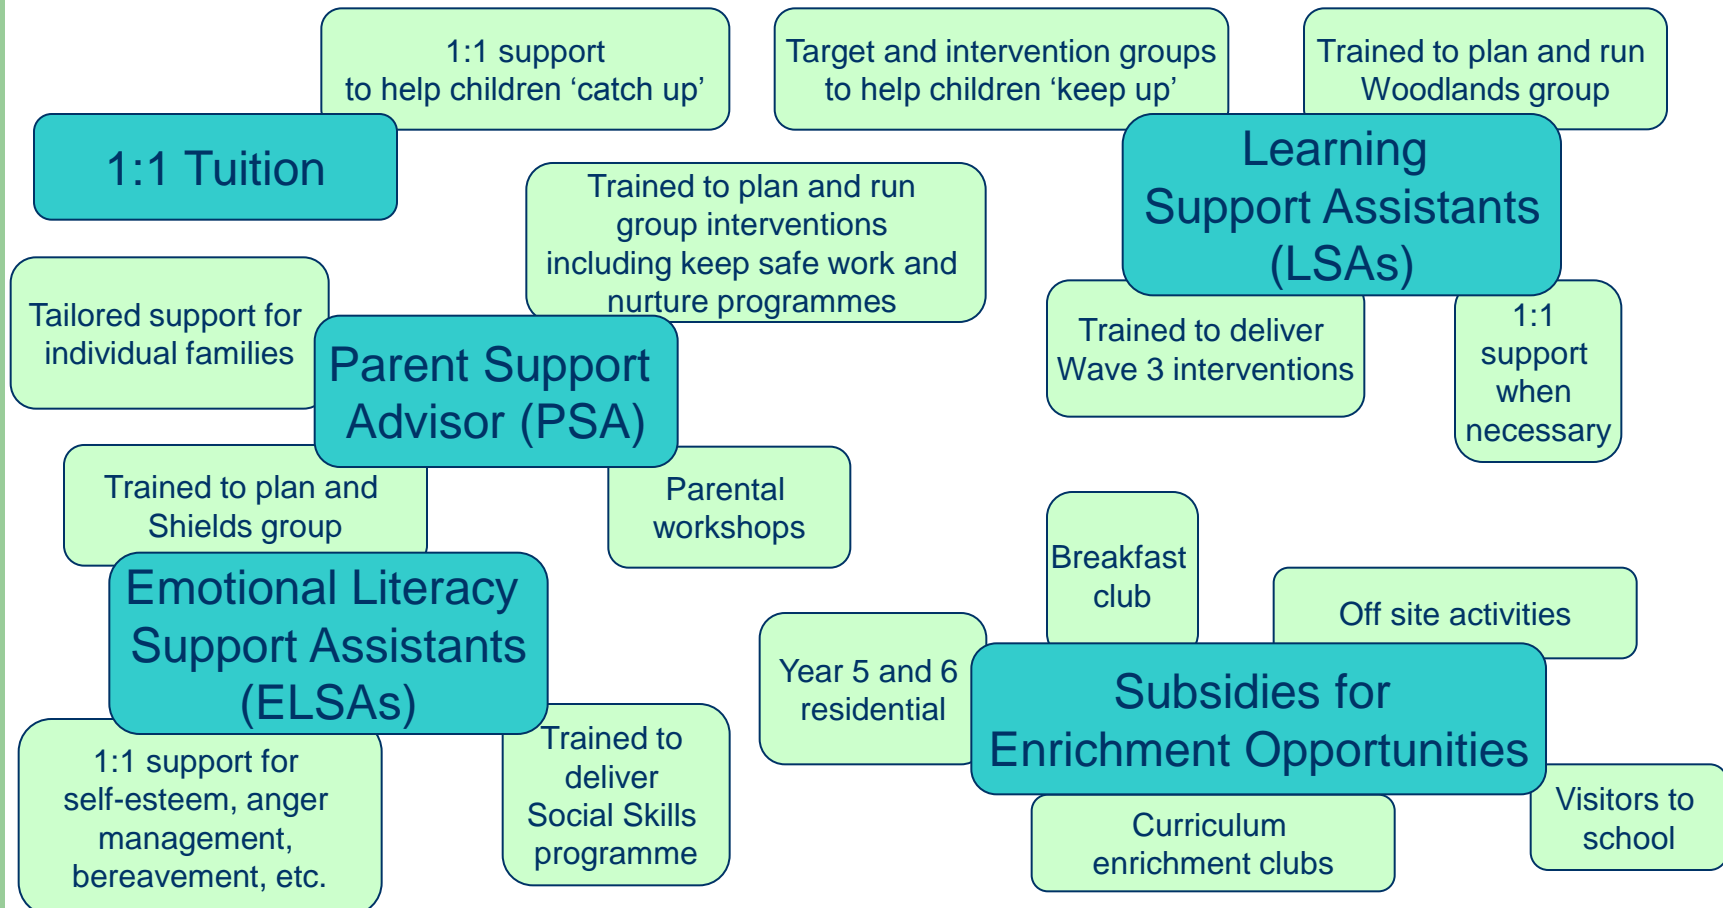 1:1 support
to help children ‘catch up’
1:1 Tuition
Target and intervention groups
to help children ‘keep up’
Trained to plan and run
Woodlands group
Learning
Support Assistants
(LSAs)
Trained to deliver
Wave 3 interventions
1:1
support
when
necessary
Trained to plan and run
group interventions
including keep safe work and
nurture programmes
Tailored support for
individual families
Parent Support
Advisor (PSA)
Parental
workshops
Trained to plan and
Shields group
Emotional Literacy
Support Assistants
(ELSAs)
1:1 support for
self-esteem, anger
management,
bereavement, etc.
Trained to
deliver
Social Skills
programme
Breakfast
club
Off site activities
Year 5 and 6
residential
Subsidies for
Enrichment Opportunities
Curriculum
enrichment clubs
Visitors to
school